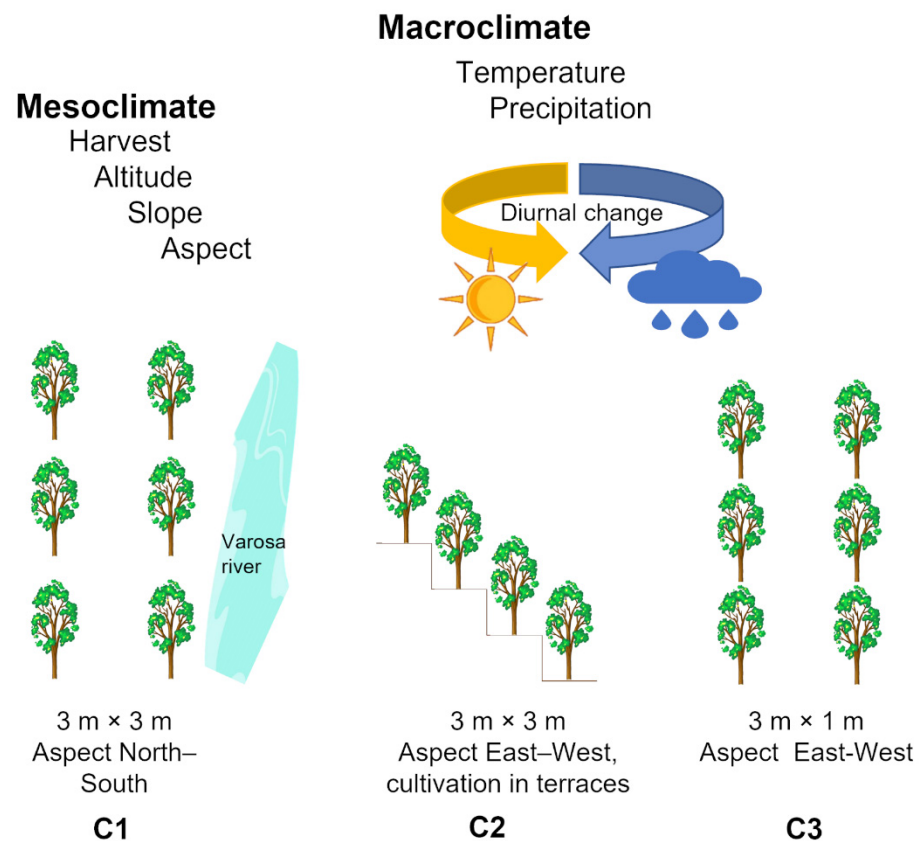 Macroclimate
Temperature
Precipitation
Mesoclimate
Harvest
Altitude
Slope
Aspect
Diurnal change
Varosa
river
3 m × 3 m
Aspect North–
South
C1
3 m × 3 m
Aspect East–West,
cultivation in terraces
C2
3 m × 1 m
Aspect East-West
C3